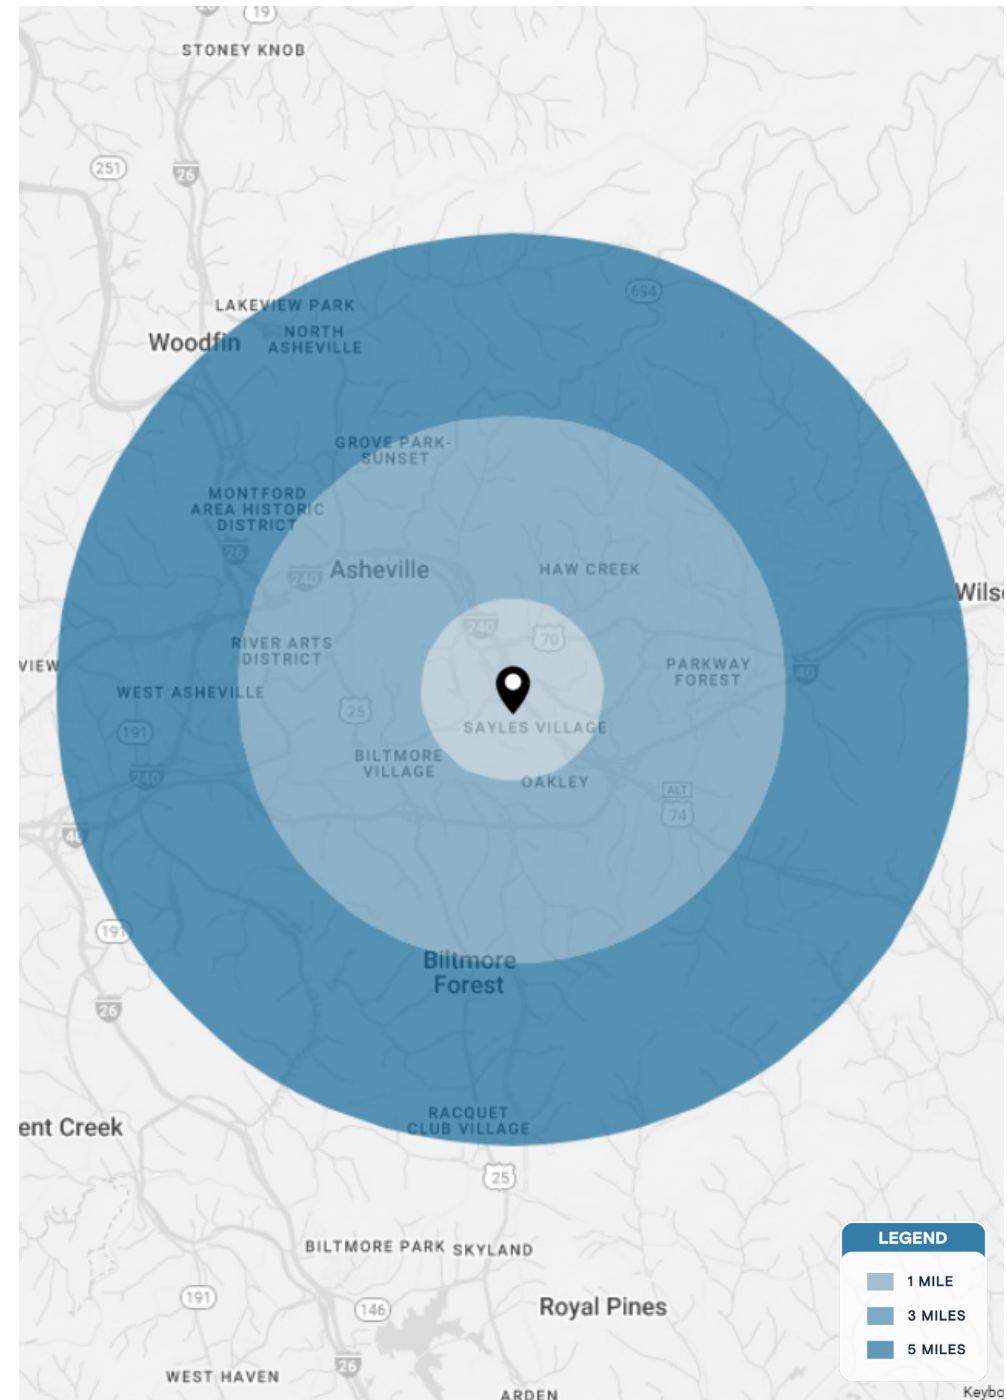 19
STONEY KNOB
251
26
694
LAKEVIEW PARK
Woodfin
NORTH
ASHEVILLE
GROVE PARK-
SUNSET
MONTFORD
AREA HISTORIC
DISTRICT
26
240
Asheville
HAW CREEK
Wils
240
70
RIVER ARTS
DISTRICT
VIEW
PARKWAY
FOREST
40
WEST ASHEVILLE
25
SAYLES VILLAGE
191
BILTMORE
VILLAGE
240
OAKLEY
ALT
74
40
191
Biltmore
Forest
26
RACQUET
CLUB VILLAGE
ent Creek
25
BILTMORE PARK
SKYLAND
191
146
Royal Pines
26
WEST HAVEN
ARDEN
LEGEND
1 MILE
3 MILES
5 MILES
Keybo